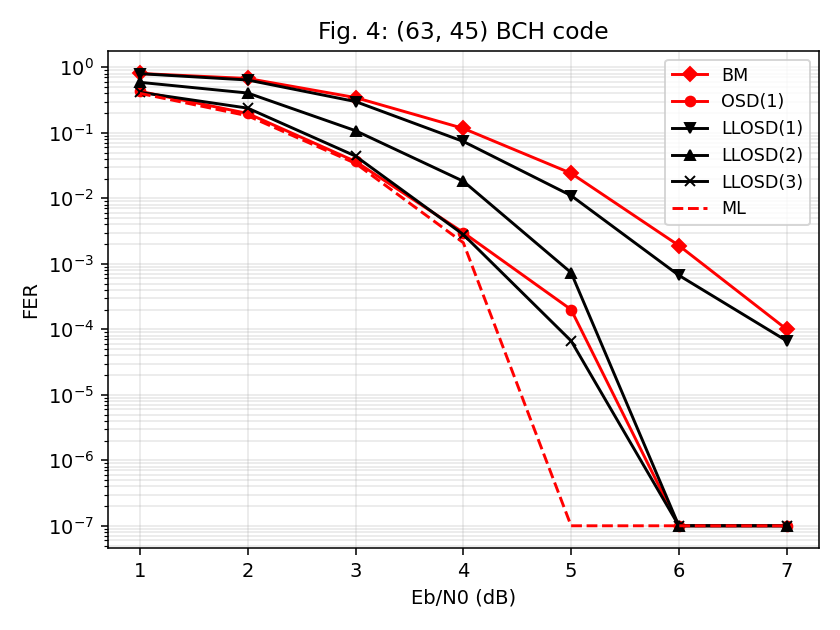 Fig. 4: (63, 45) BCH code
10⁰
10⁻¹
10⁻²
10⁻³
10⁻⁴
10⁻⁵
10⁻⁶
10⁻⁷
FER
BM
OSD(1)
LLOSD(1)
LLOSD(2)
LLOSD(3)
ML
1 2 3 4 5 6 7
Eb/N0 (dB)